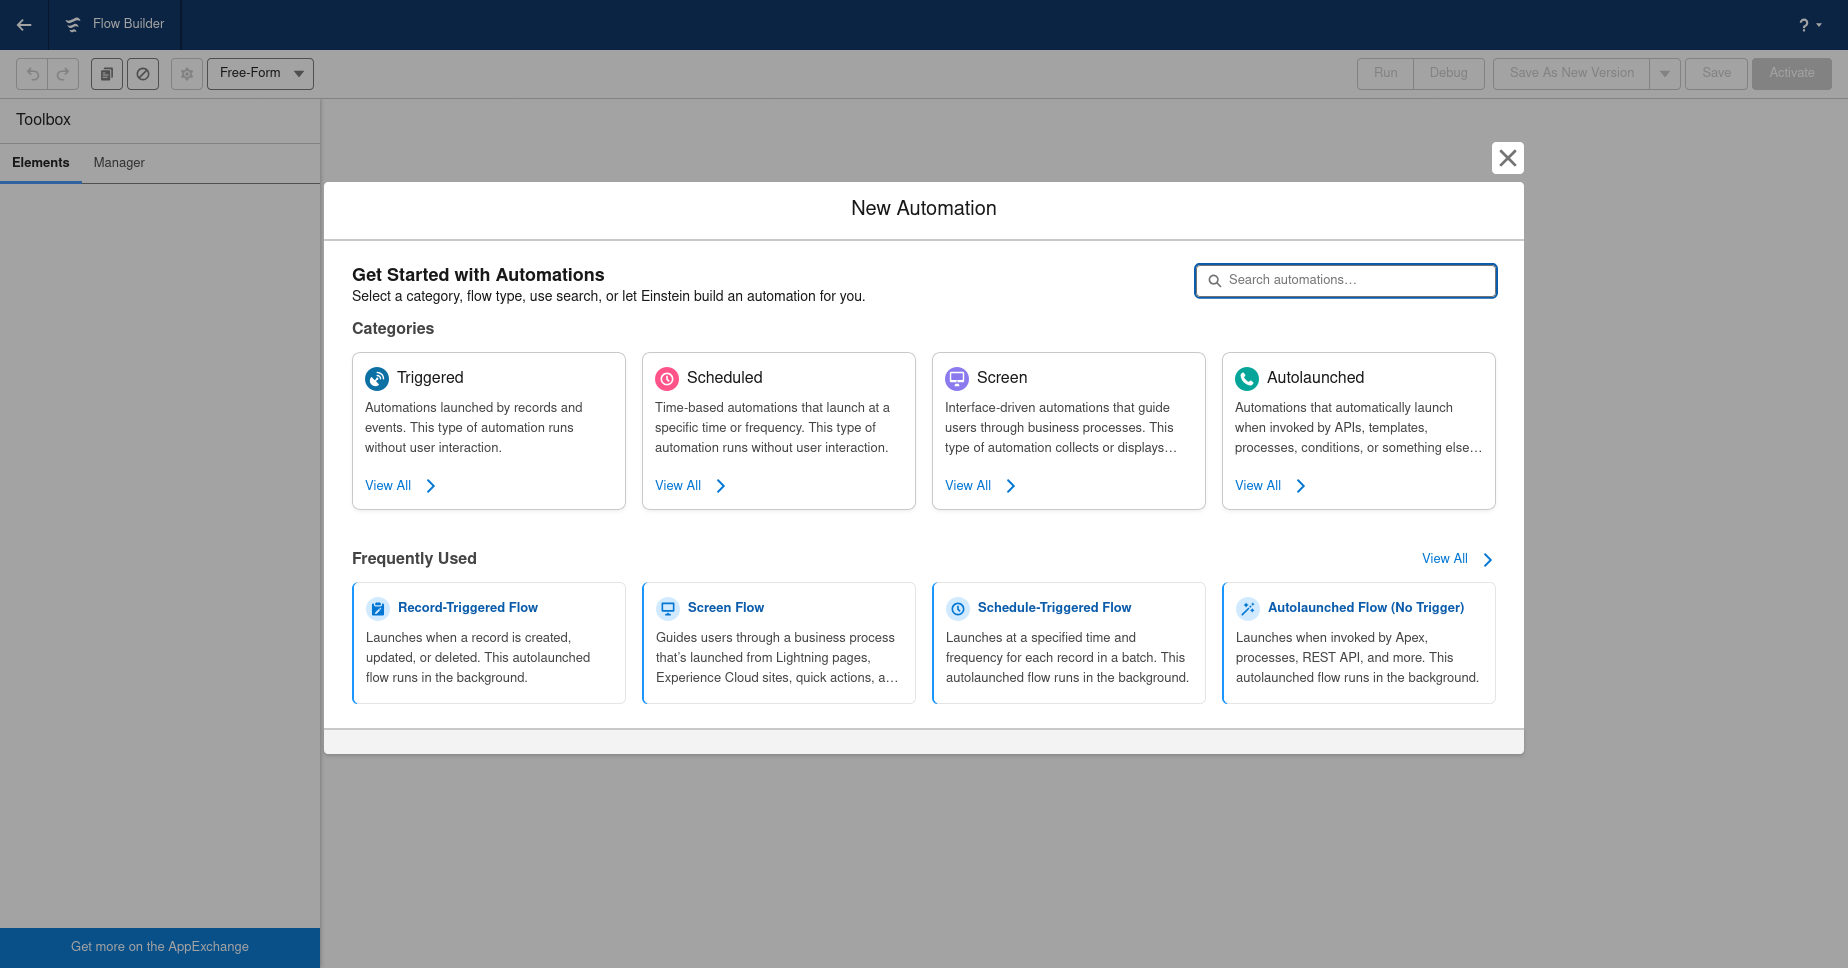 Flow Builder
?
Free-Form
Run
Debug
Save As New Version
Save
Activate
Toolbox
Elements
Manager
New Automation
Get Started with Automations
Select a category, flow type, use search, or let Einstein build an automation for you.
Search automations...
Categories
Triggered
Automations launched by records and
events. This type of automation runs
without user interaction.
View All
Scheduled
Time-based automations that launch at a
specific time or frequency. This type of
automation runs without user interaction.
View All
Screen
Interface-driven automations that guide
users through business processes. This
type of automation collects or displays...
View All
Autolaunched
Automations that automatically launch
when invoked by APIs, templates,
processes, conditions, or something else...
View All
Frequently Used
View All
Record-Triggered Flow
Launches when a record is created,
updated, or deleted. This autolaunched
flow runs in the background.
Screen Flow
Guides users through a business process
that's launched from Lightning pages,
Experience Cloud sites, quick actions, a...
Schedule-Triggered Flow
Launches at a specified time and
frequency for each record in a batch. This
autolaunched flow runs in the background.
Autolaunched Flow (No Trigger)
Launches when invoked by Apex,
processes, REST API, and more. This
autolaunched flow runs in the background.
Get more on the AppExchange